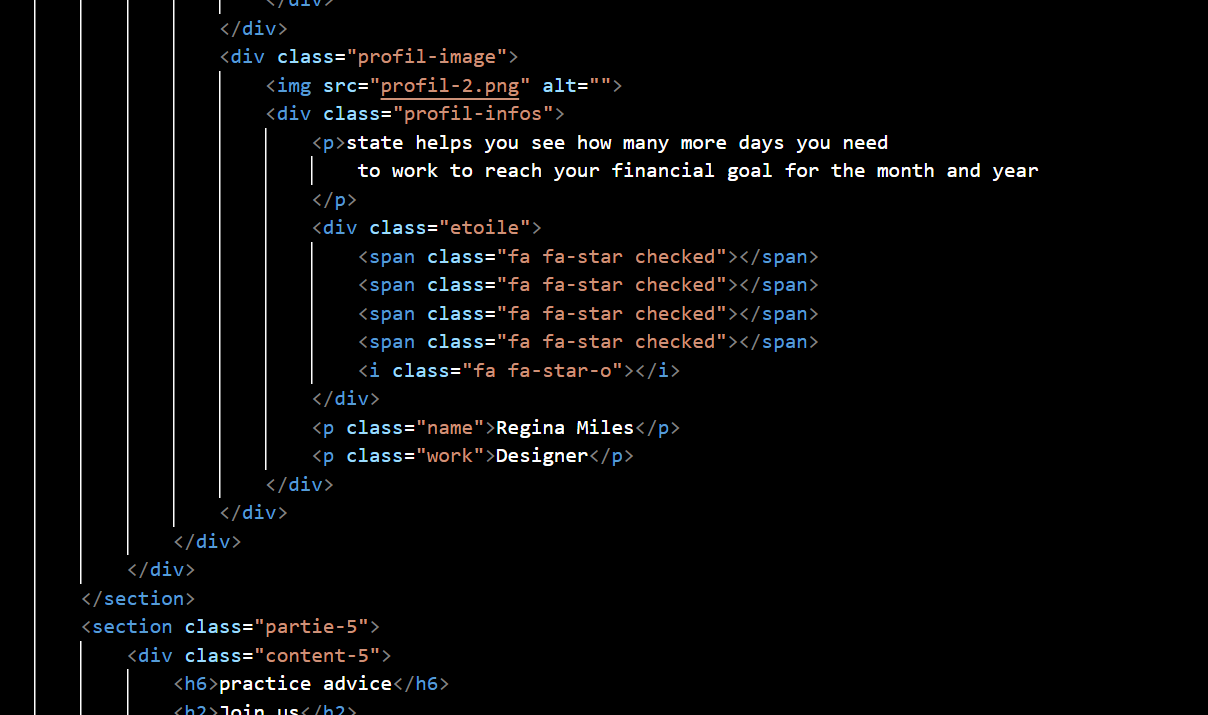 </div>
</div>
<div class="profil-image">
<img src="profil-2.png" alt="">
<div class="profil-infos">
<p>state helps you see how many more days you need
to work to reach your financial goal for the month and year
</p>
<div class="etoile">
<span class="fa fa-star checked"></span>
<span class="fa fa-star checked"></span>
<span class="fa fa-star checked"></span>
<span class="fa fa-star checked"></span>
<i class="fa fa-star-o"></i>
</div>
<p class="name">Regina Miles</p>
<p class="work">Designer</p>
</div>
</div>
</div>
</div>
</section>
<section class="partie-5">
<div class="content-5">
<h6>practice advice</h6>
<h2>Join us</h2>